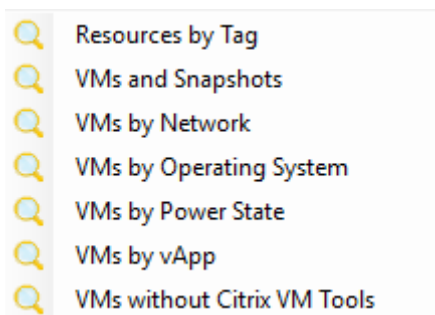 Resources by Tag
VMs and Snapshots
VMs by Network
VMs by Operating System
VMs by Power State
VMs by vApp
VMs without Citrix VM Tools